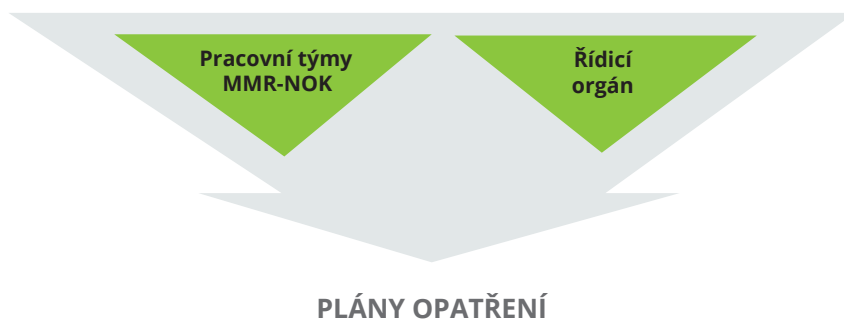 Pracovní týmy
MMR-NOK
Řídicí
orgán
PLÁNY OPATŘENÍ